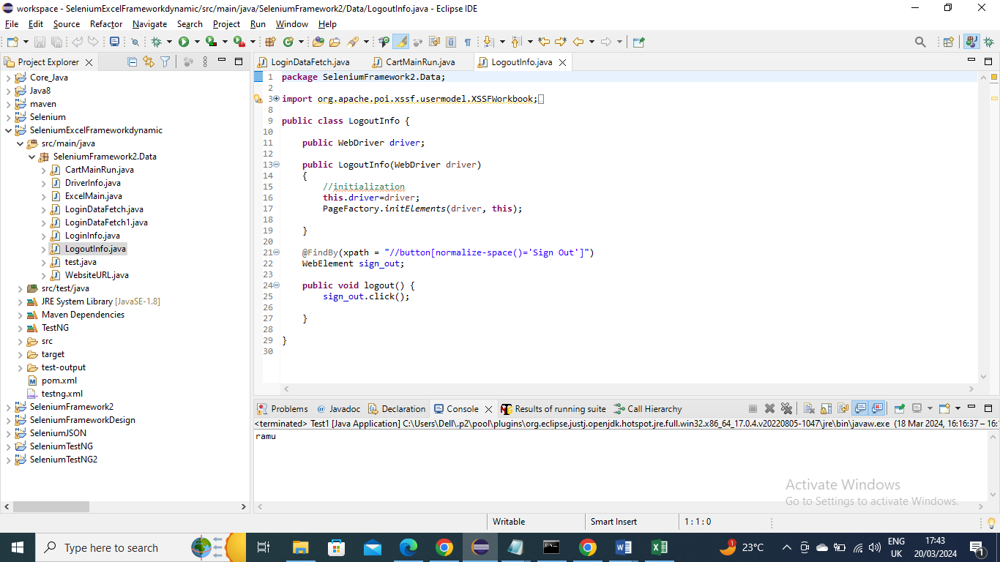 workspace - SeleniumExcelFrameworkdynamic/src/main/java/SeleniumFramework2/Data/LogoutInfo.java - Eclipse IDE
File Edit Source Refactor Navigate Search Project Run Window Help
Project Explorer
LoginDataFetch.java CartMainRun.java LogoutInfo.java
Core_Java
Java8
maven
Selenium
SeleniumExcelFrameworkdynamic
src/main/java
SeleniumFramework2.Data
CartMainRun.java
DriverInfo.java
ExcelMain.java
LoginDataFetch.java
LoginDataFetch1.java
LoginInfo.java
LogoutInfo.java
test.java
WebsiteURL.java
src/test/java
JRE System Library [JavaSE-1.8]
Maven Dependencies
TestNG
src
target
test-output
pom.xml
testng.xml
SeleniumFramework2
SeleniumFrameworkDesign
SeleniumJSON
SeleniumTestNG
SeleniumTestNG2
1 package SeleniumFramework2.Data;
2
3 import org.apache.poi.xssf.usermodel.XSSFWorkbook;
8
9 public class LogoutInfo {
10
11 public WebDriver driver;
12
13 public LogoutInfo(WebDriver driver)
14 {
15 //initialization
16 this.driver=driver;
17 PageFactory.initElements(driver, this);
18
19 }
20
21 @FindBy(xpath = "//button[normalize-space()='Sign Out']")
22 WebElement sign_out;
23
24 public void logout() {
25 sign_out.click();
26
27 }
28
29 }
30
Problems @ Javadoc Declaration Console Results of running suite Call Hierarchy
<terminated> Test1 [Java Application] C:\Users\Dell\.p2\pool\plugins\org.eclipse.justj.openjdk.hotspot.jre.full.win32.x86_64_17.0.4.v20220805-1047\jre\bin\javaw.exe (18 Mar 2024, 16:16:37 – 16:
ramu
Activate Windows
Go to Settings to activate Windows.
Writable Smart Insert 1 : 1 : 0
Type here to search
23°C
ENG
UK
17:43
20/03/2024
1